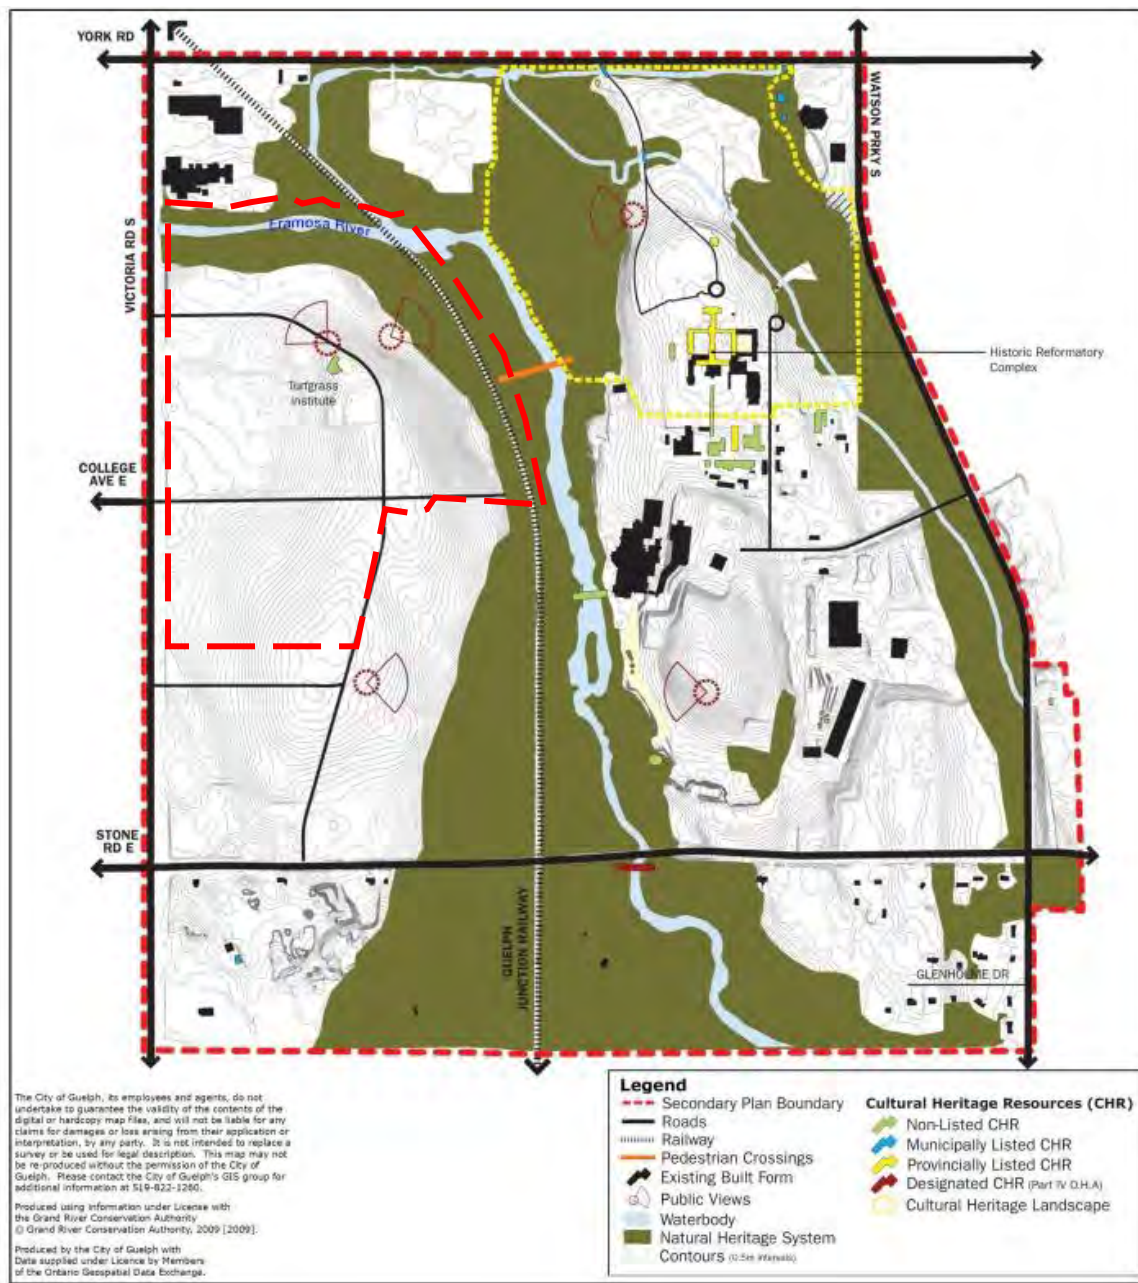 YORK RD
WATSON PRKY S
VICTORIA RD S
Eramosa River
Historic Reformatory
Complex
Turfgrass
Institute
COLLEGE
AVE E
STONE
RD E
GUELPH
JUNCTION RAILWAY
GLENHOLME DR
The City of Guelph, its employees and agents, do not
undertake to guarantee the validity of the contents of the
digital or hardcopy map files, and will not be liable for any
claims for damages or loss arising from their application or
interpretation, by any party. It is not intended to replace a
survey or be used for legal description. This map may not
be re-produced without the permission of the City of
Guelph. Please contact the City of Guelph's GIS group for
additional information at 519-822-1260.
Produced using information under License with
the Grand River Conservation Authority
© Grand River Conservation Authority, 2009 [2009].
Produced by the City of Guelph with
Data supplied under Licence by Members
of the Ontario Geospatial Data Exchange.
Legend
Secondary Plan Boundary
Roads
Railway
Pedestrian Crossings
Existing Built Form
Public Views
Waterbody
Natural Heritage System
Contours (0.5m intervals)
Cultural Heritage Resources (CHR)
Non-Listed CHR
Municipally Listed CHR
Provincially Listed CHR
Designated CHR (Part IV O.H.A)
Cultural Heritage Landscape